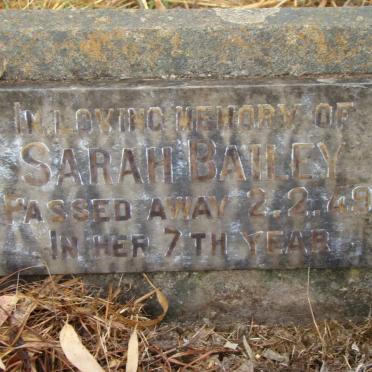 IN LOVING MEMORY OF
SARAH BAILEY
PASSED AWAY 2.2.49
IN HER 7TH YEAR